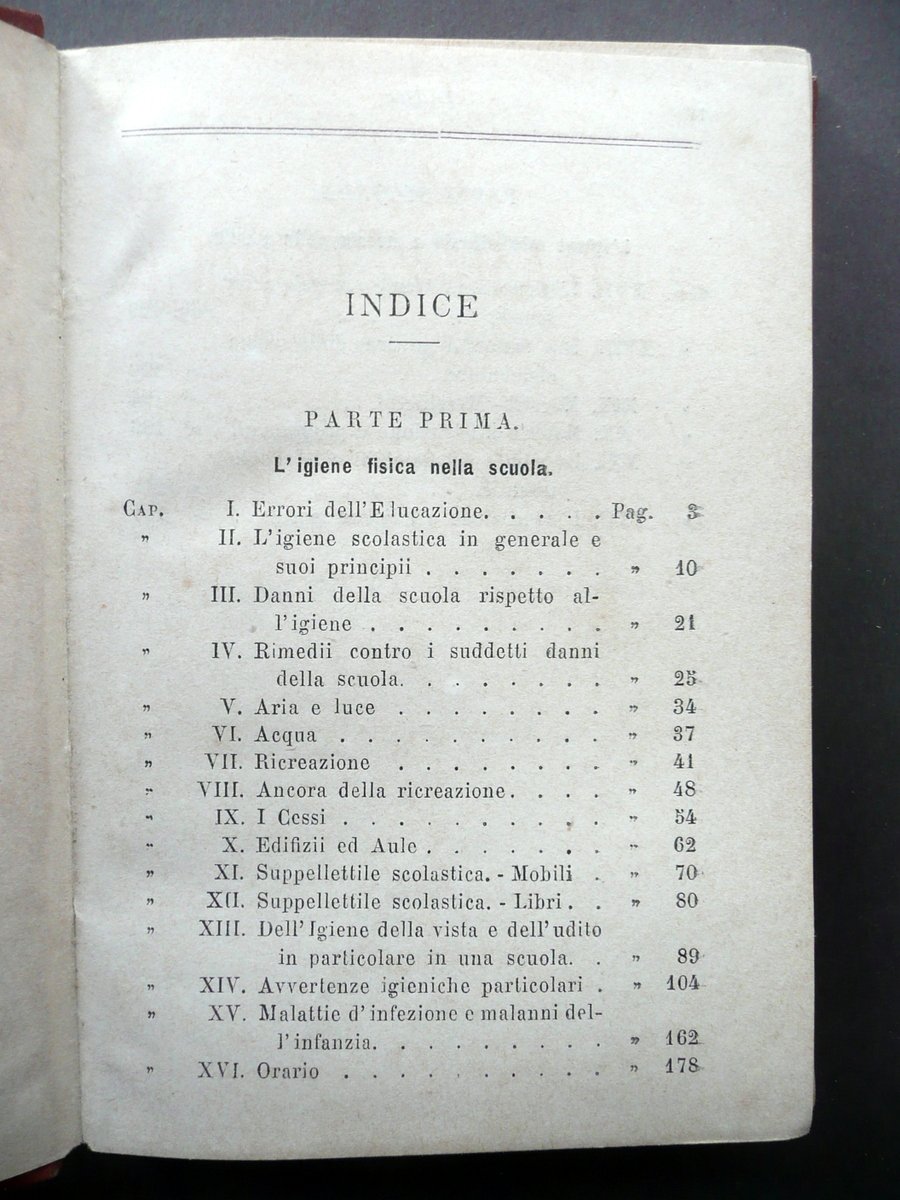 INDICE
PARTE PRIMA.
L'igiene fisica nella scuola.
CAP. I. Errori dell'Elucazione. . . . . . Pag. 3
" II. L'igiene scolastica in generale e
suoi principii . . . . . . . " 10
" III. Danni della scuola rispetto al-
l'igiene . . . . . . . . . " 21
" IV. Rimedii contro i suddetti danni
della scuola. . . . . . . . " 25
" V. Aria e luce . . . . . . . . " 34
" VI. Acqua . . . . . . . . . . " 37
" VII. Ricreazione . . . . . . . . " 41
" VIII. Ancora della ricreazione. . . . " 48
" IX. I Cessi . . . . . . . . . . " 54
" X. Edifizii ed Aule . . . . . . . " 62
" XI. Suppellettile scolastica. - Mobili . " 70
" XII. Suppellettile scolastica. - Libri. . " 80
" XIII. Dell'Igiene della vista e dell'udito
in particolare in una scuola. . " 89
" XIV. Avvertenze igieniche particolari . " 104
" XV. Malattie d'infezione e malanni del-
l'infanzia. . . . . . . . . " 162
" XVI. Orario . . . . . . . . . . " 178